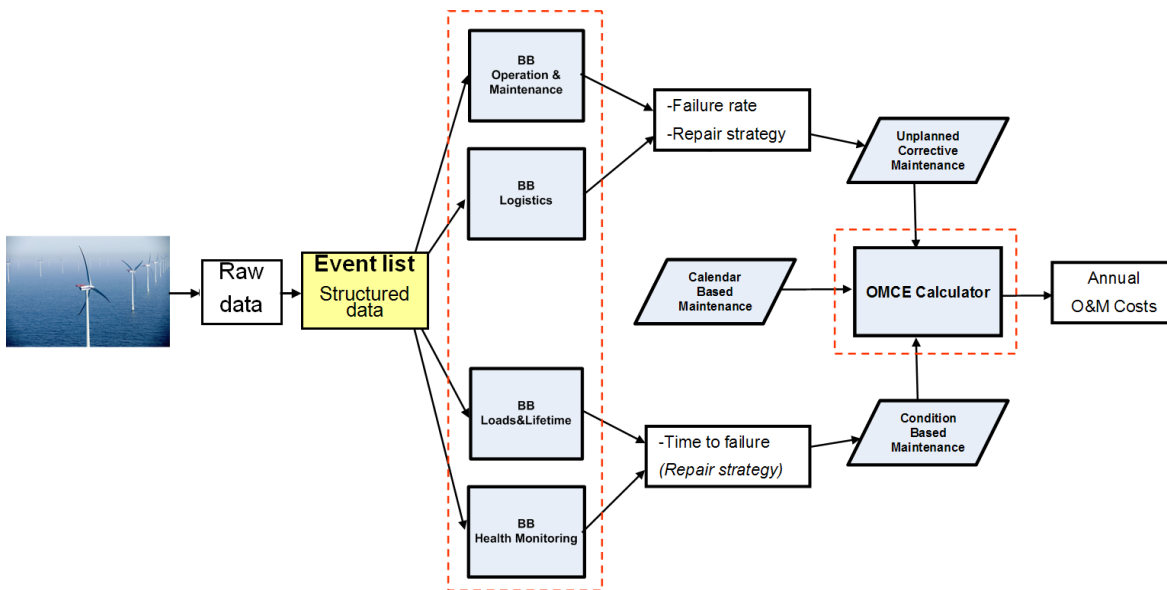 BB
Operation &
Maintenance
BB
Logistics
-Failure rate
-Repair strategy
Unplanned
Corrective
Maintenance
Raw
data
Event list
Structured
data
Calendar
Based
Maintenance
OMCE Calculator
Annual
O&M Costs
BB
Loads&Lifetime
-Time to failure
(Repair strategy)
Condition
Based
Maintenance
BB
Health Monitoring